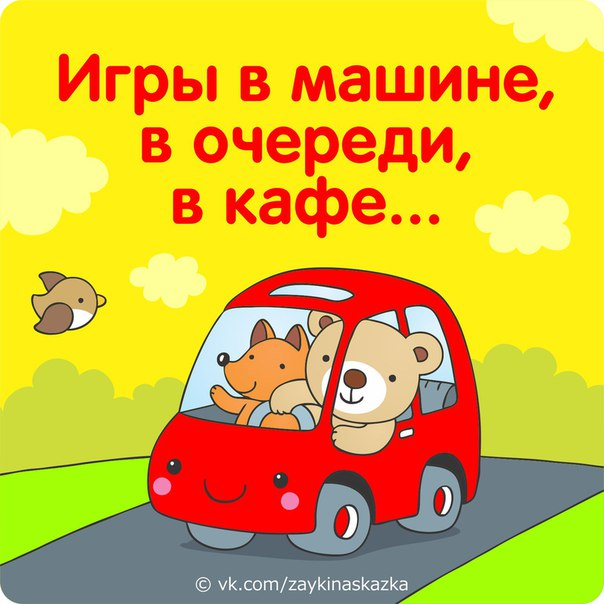 Игры в машине,
в очереди,
в кафе...
© vk.com/zaykinaskazka